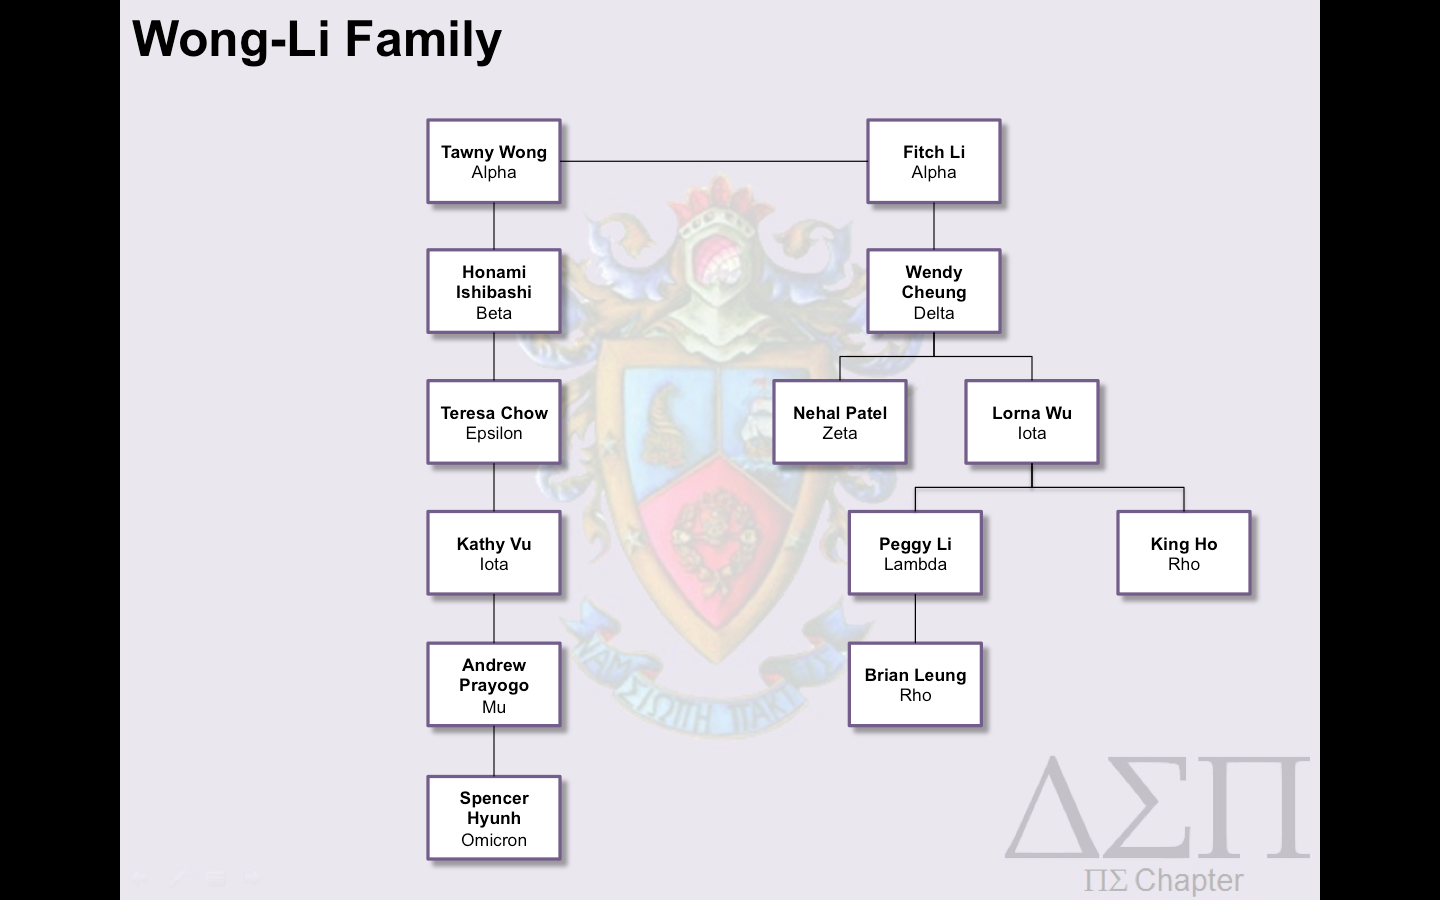 Wong-Li Family
Tawny Wong
Alpha
Fitch Li
Alpha
Honami
Ishibashi
Beta
Wendy
Cheung
Delta
Teresa Chow
Epsilon
Nehal Patel
Zeta
Lorna Wu
Iota
Kathy Vu
Iota
Peggy Li
Lambda
King Ho
Rho
Andrew
Prayogo
Mu
Brian Leung
Rho
Spencer
Hyunh
Omicron
ΔΣΠ
ΠΣ Chapter